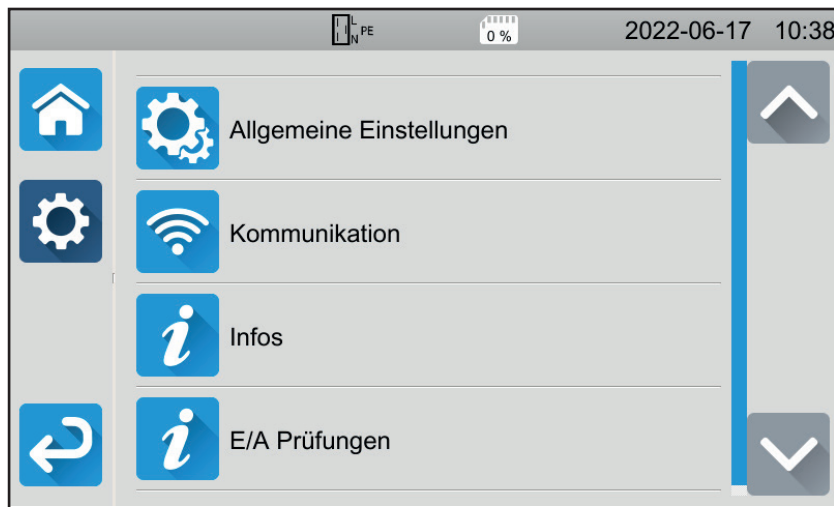 L
N PE
0 %
2022-06-17 10:38
Allgemeine Einstellungen
Kommunikation
Infos
E/A Prüfungen